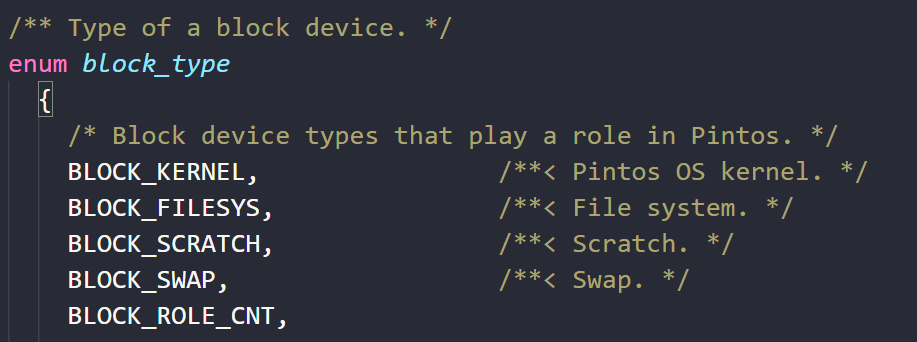 /** Type of a block device. */
enum block_type
{
/* Block device types that play a role in Pintos. */
BLOCK_KERNEL, /**< Pintos OS kernel. */
BLOCK_FILESYS, /**< File system. */
BLOCK_SCRATCH, /**< Scratch. */
BLOCK_SWAP, /**< Swap. */
BLOCK_ROLE_CNT,